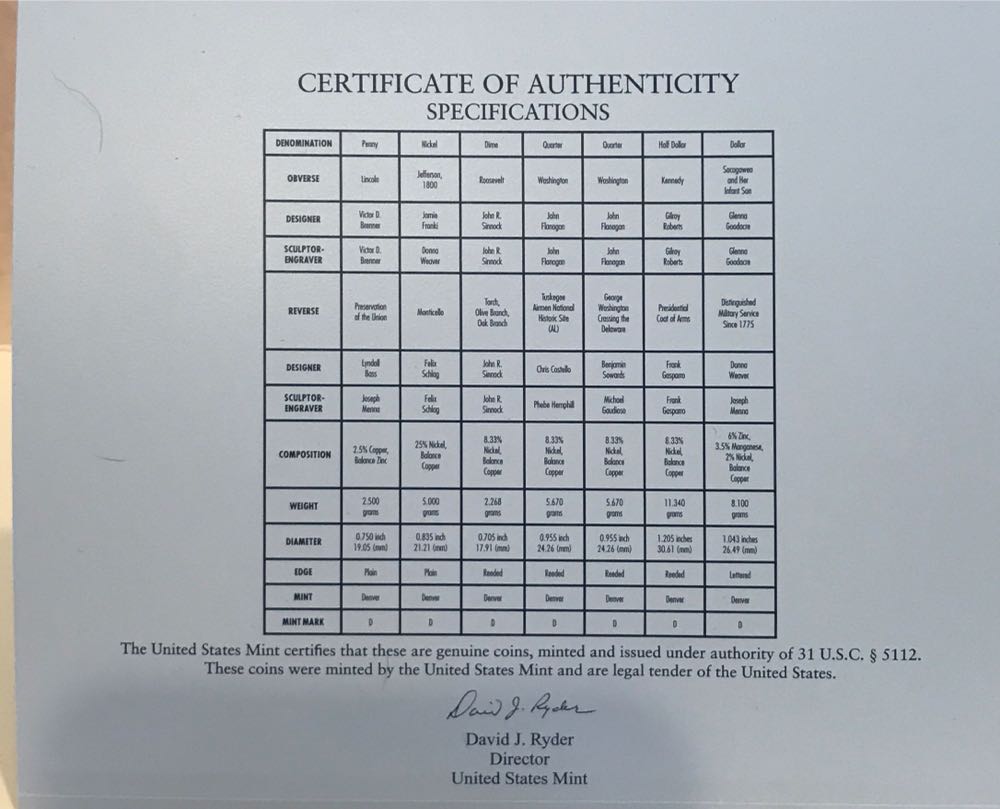 CERTIFICATE OF AUTHENTICITY
SPECIFICATIONS
DENOMINATION Penny Nickel Dime Quarter Quarter Half Dollar Dollar
OBVERSE Lincoln Jefferson, 1800 Roosevelt Washington Washington Kennedy Sacagawea and Her Infant Son
DESIGNER Victor D. Brenner Jamie Franki John R. Sinnock John Flanagan John Flanagan Gilroy Roberts Glenna Goodacre
SCULPTOR-ENGRAVER Victor D. Brenner Donna Weaver John R. Sinnock John Flanagan John Flanagan Gilroy Roberts Glenna Goodacre
REVERSE Preservation of the Union Monticello Torch, Olive Branch, Oak Branch Tuskegee Airmen National Historic Site (AL) George Washington Crossing the Delaware Presidential Coat of Arms Distinguished Military Service Since 1775
DESIGNER Lyndall Bass Felix Schlag John R. Sinnock Chris Costello Benjamin Sowards Frank Gasparro Donna Weaver
SCULPTOR-ENGRAVER Joseph Menna Felix Schlag John R. Sinnock Phebe Hemphill Michael Gaudioso Frank Gasparro Joseph Menna
COMPOSITION 2.5% Copper, Balance Zinc 25% Nickel, Balance Copper 8.33% Nickel, Balance Copper 8.33% Nickel, Balance Copper 8.33% Nickel, Balance Copper 8.33% Nickel, Balance Copper 6% Zinc, 3.5% Manganese, 2% Nickel, Balance Copper
WEIGHT 2.500 grams 5.000 grams 2.268 grams 5.670 grams 5.670 grams 11.340 grams 8.100 grams
DIAMETER 0.750 inch 19.05 (mm) 0.835 inch 21.21 (mm) 0.705 inch 17.91 (mm) 0.955 inch 24.26 (mm) 0.955 inch 24.26 (mm) 1.205 inches 30.61 (mm) 1.043 inches 26.49 (mm)
EDGE Plain Plain Reeded Reeded Reeded Reeded Lettered
MINT Denver Denver Denver Denver Denver Denver Denver
MINT MARK D D D D D D D
The United States Mint certifies that these are genuine coins, minted and issued under authority of 31 U.S.C. § 5112.
These coins were minted by the United States Mint and are legal tender of the United States.
David J. Ryder
David J. Ryder
Director
United States Mint